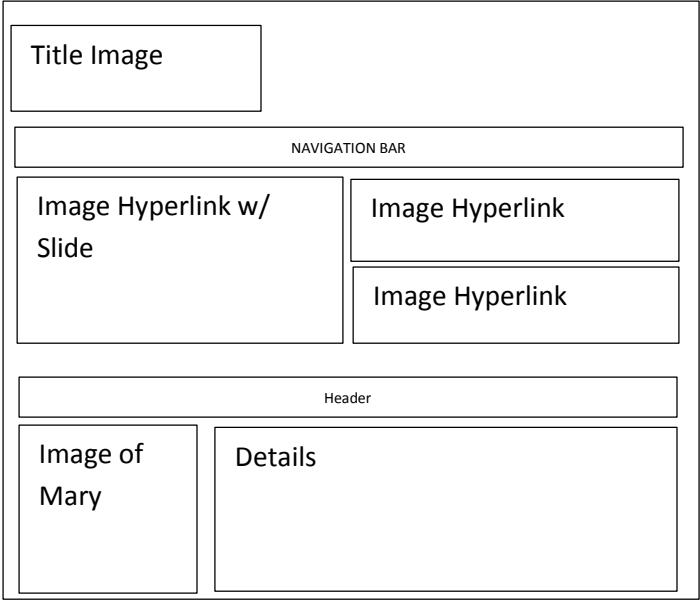 Title Image
NAVIGATION BAR
Image Hyperlink w/
Slide
Image Hyperlink
Image Hyperlink
Header
Image of
Mary
Details